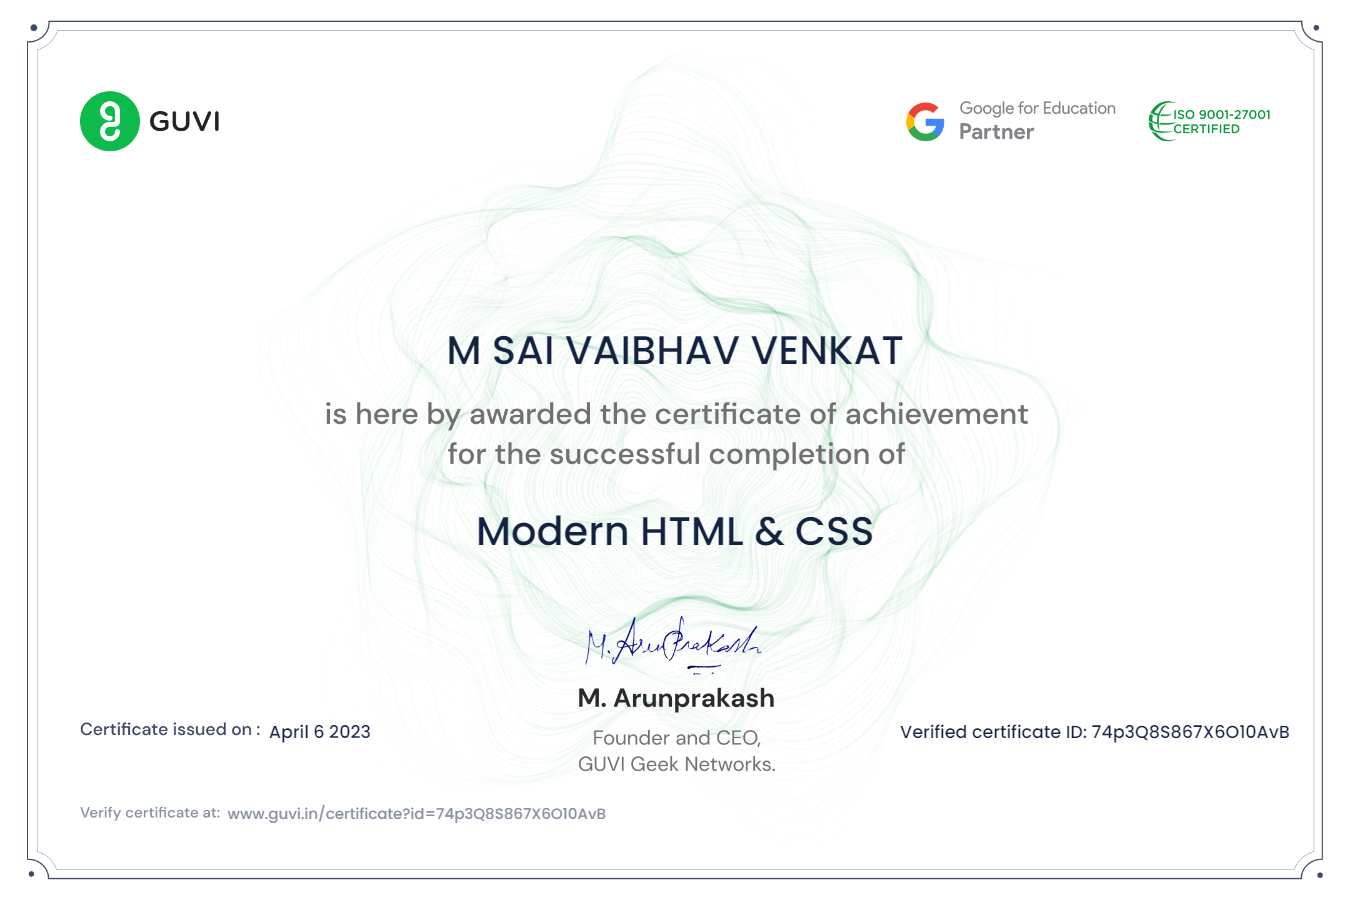 GUVI
Google for Education
Partner
ISO 9001-27001
CERTIFIED
M SAI VAIBHAV VENKAT
is here by awarded the certificate of achievement
for the successful completion of
Modern HTML & CSS
M. Arunprakash
M. Arunprakash
Founder and CEO,
GUVI Geek Networks.
Certificate issued on : April 6 2023
Verified certificate ID: 74p3Q8S867X6O10AvB
Verify certificate at: www.guvi.in/certificate?id=74p3Q8S867X6O10AvB